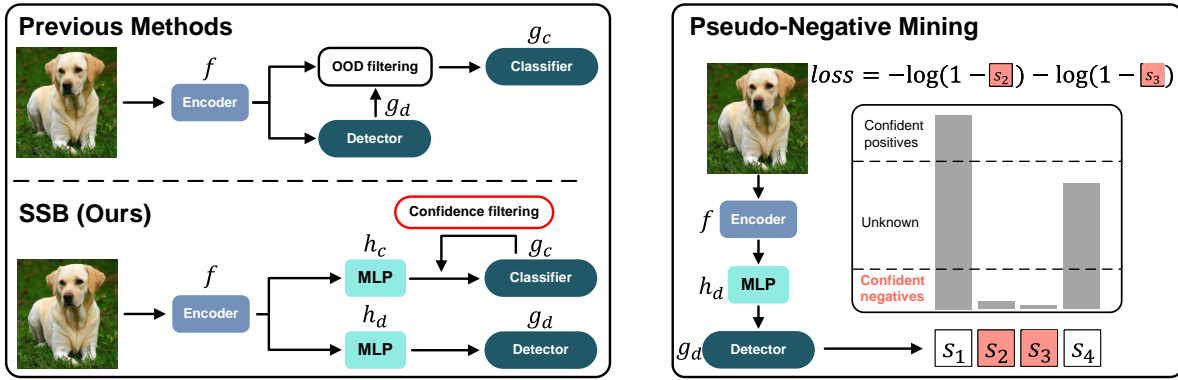 Previous Methods
f
Encoder
OOD filtering
g_d
Detector
g_c
Classifier
SSB (Ours)
f
Encoder
Confidence filtering
h_c
MLP
g_c
Classifier
h_d
MLP
g_d
Detector
Pseudo-Negative Mining
loss = −log(1 − s_2) − log(1 − s_3)
f
Encoder
h_d
MLP
g_d
Detector
Confident
positives
Unknown
Confident
negatives
s_1 s_2 s_3 s_4